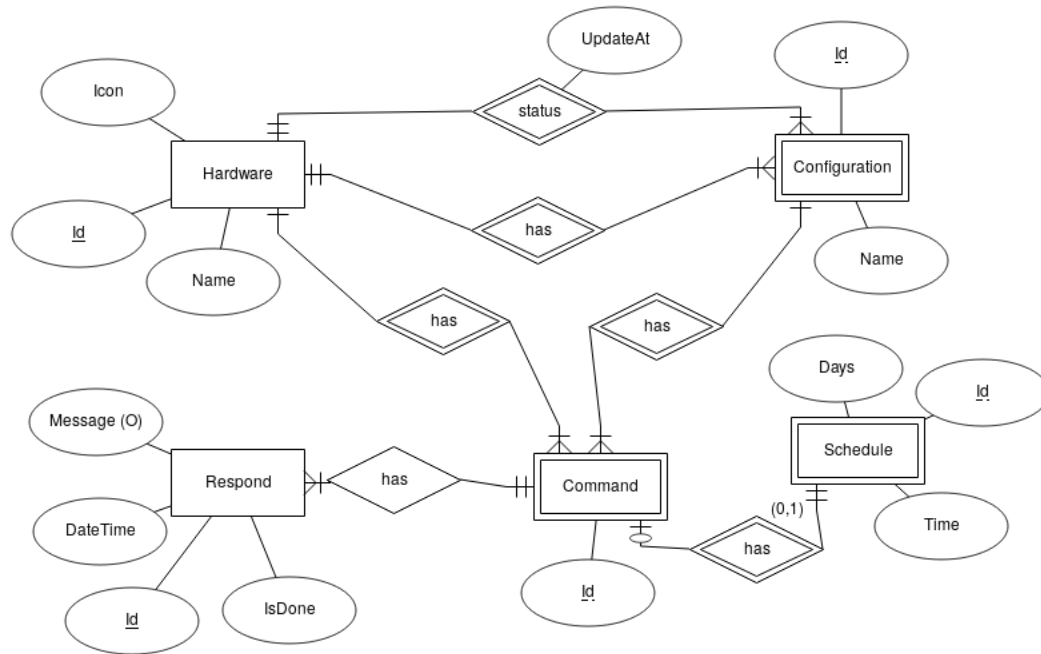 UpdateAt
Id
Icon
status
Hardware
Configuration
Id
has
Name
Name
has
has
Days
Id
Message (O)
Schedule
Respond
has
Command
DateTime
(0,1)
Time
has
Id
IsDone
Id